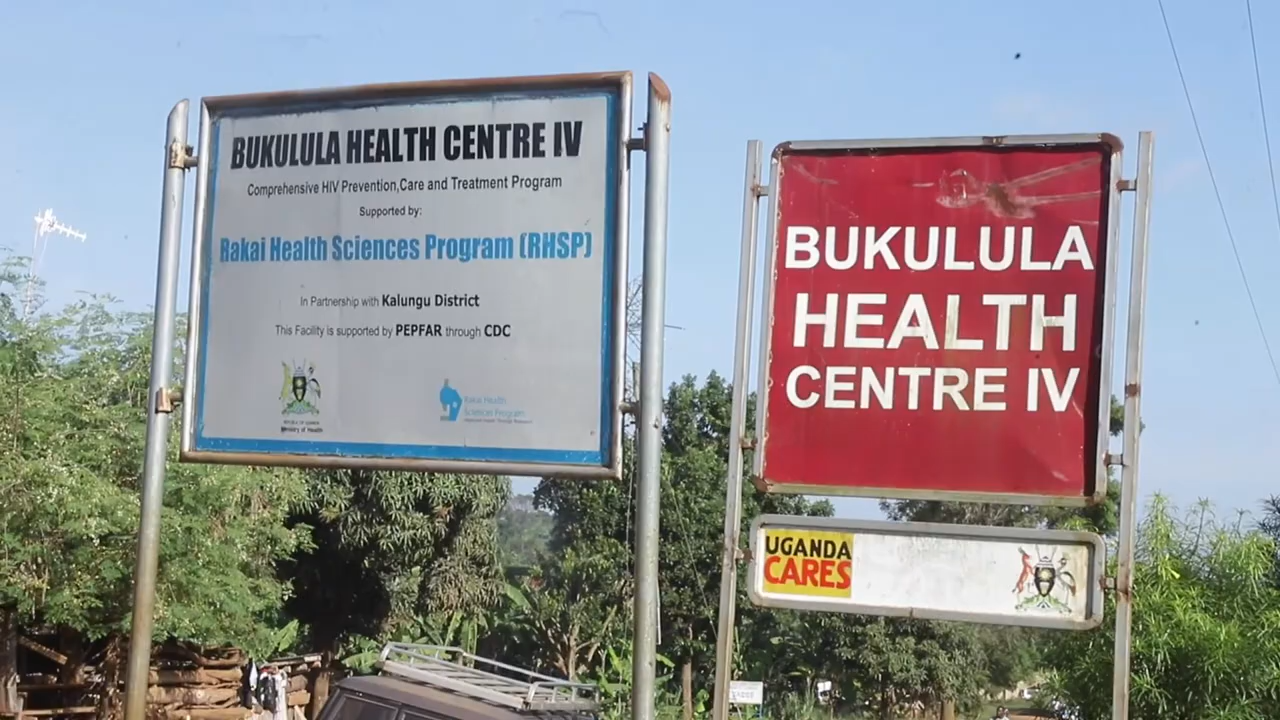 BUKULULA HEALTH CENTRE IV
Comprehensive HIV Prevention,Care and Treatment Program
Supported by:
Rakai Health Sciences Program (RHSP)
In Partnership with Kalungu District
This Facility is supported by PEPFAR through CDC
Ministry of Health
Rakai Health
Sciences Program
BUKULULA
HEALTH
CENTRE IV
UGANDA
CARES